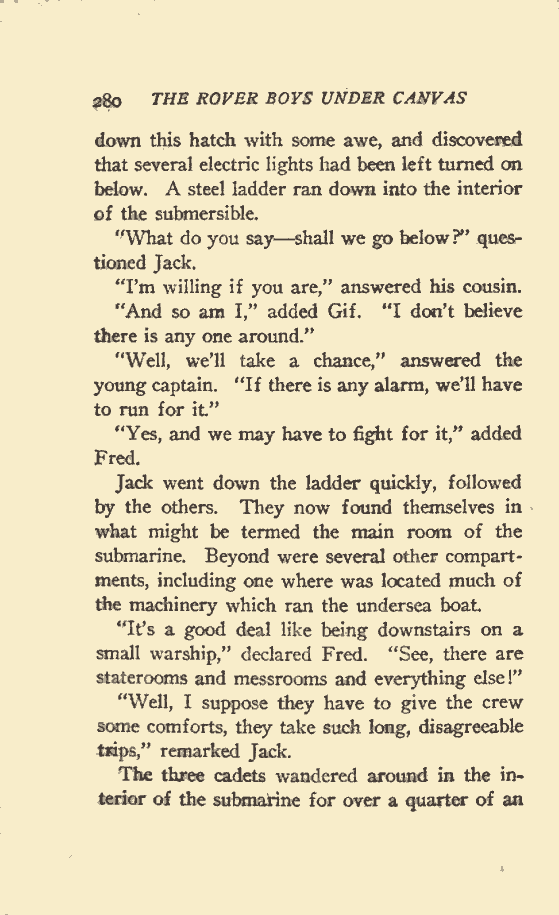 280 THE ROVER BOYS UNDER CANVAS
down this hatch with some awe, and discovered
that several electric lights had been left turned on
below. A steel ladder ran down into the interior
of the submersible.
"What do you say—shall we go below?" ques-
tioned Jack.
"I'm willing if you are," answered his cousin.
"And so am I," added Gif. "I don't believe
there is any one around."
"Well, we'll take a chance," answered the
young captain. "If there is any alarm, we'll have
to run for it."
"Yes, and we may have to fight for it," added
Fred.
Jack went down the ladder quickly, followed
by the others. They now found themselves in
what might be termed the main room of the
submarine. Beyond were several other compart-
ments, including one where was located much of
the machinery which ran the undersea boat.
"It's a good deal like being downstairs on a
small warship," declared Fred. "See, there are
staterooms and messrooms and everything else!"
"Well, I suppose they have to give the crew
some comforts, they take such long, disagreeable
trips," remarked Jack.
The three cadets wandered around in the in-
terior of the submarine for over a quarter of an